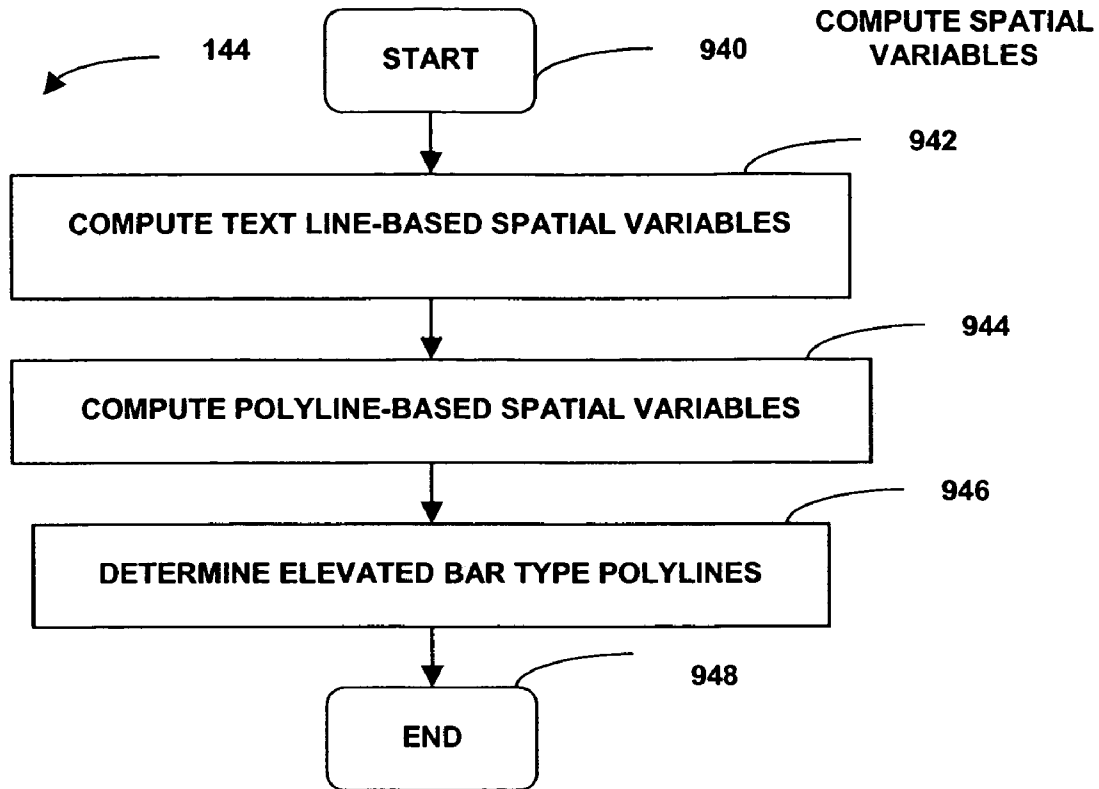 COMPUTE SPATIAL
VARIABLES
144
START
940
942
COMPUTE TEXT LINE-BASED SPATIAL VARIABLES
944
COMPUTE POLYLINE-BASED SPATIAL VARIABLES
946
DETERMINE ELEVATED BAR TYPE POLYLINES
948
END